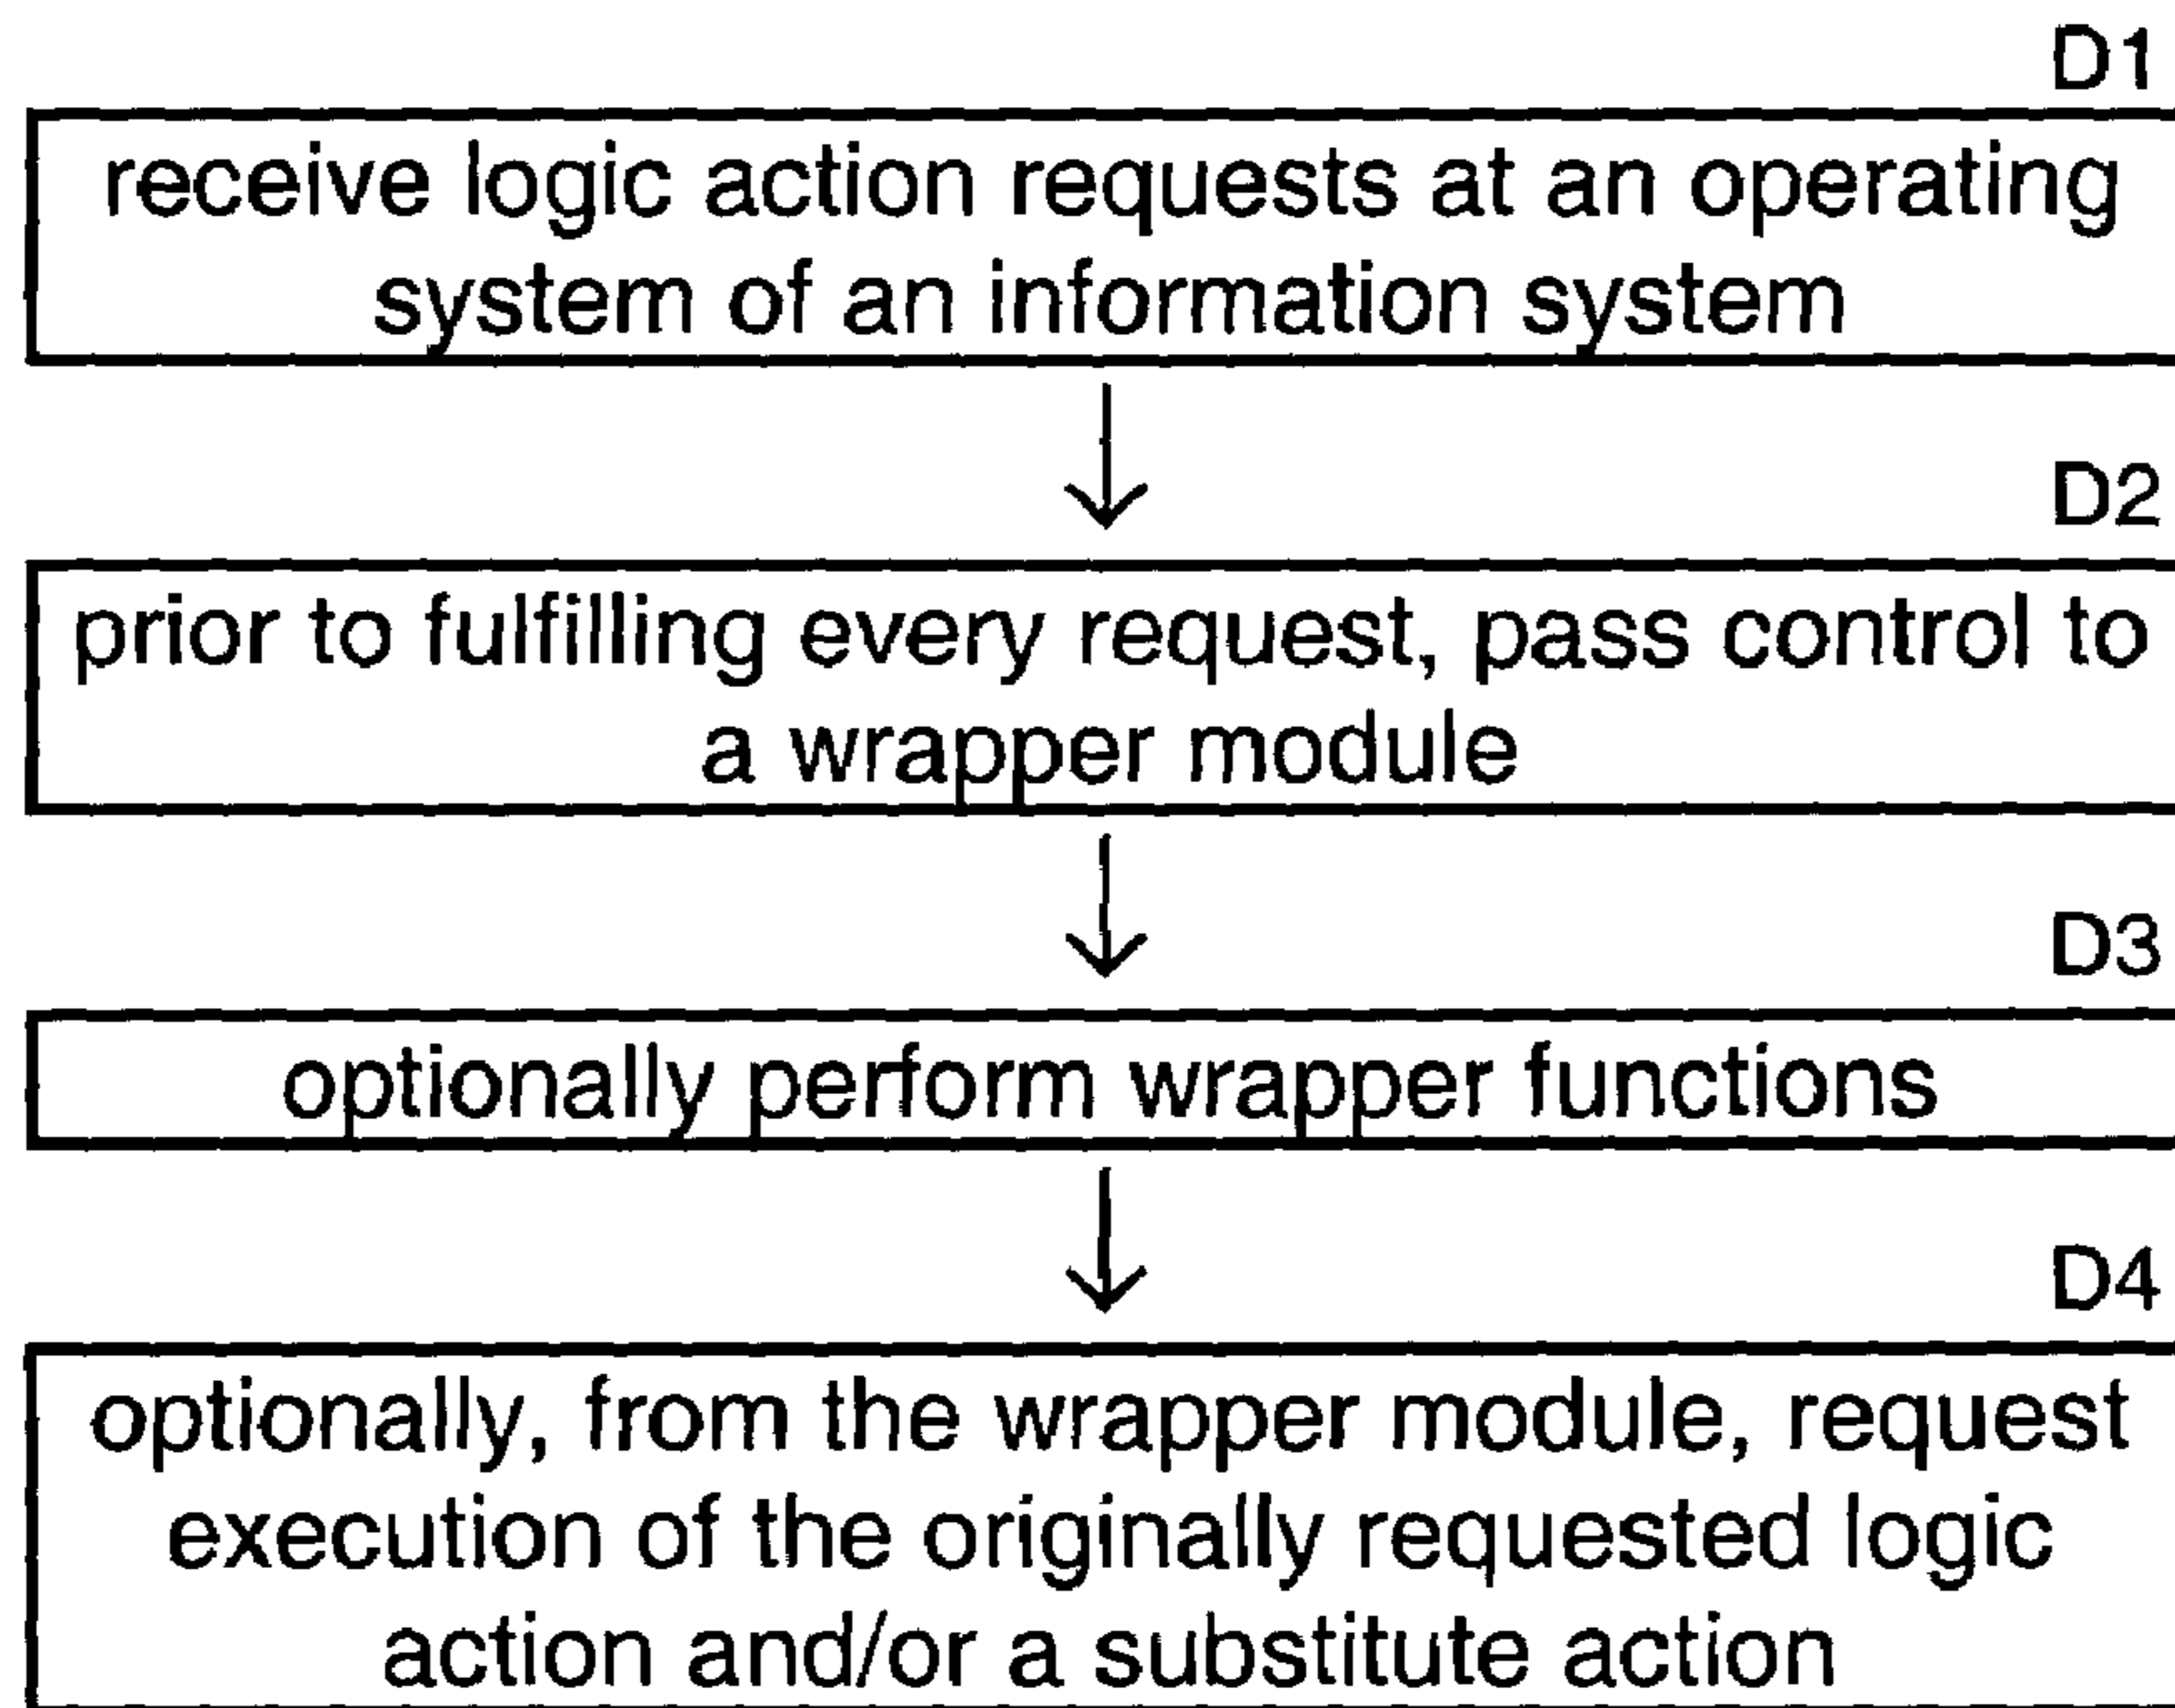 D1
receive logic action requests at an operating
system of an information system
D2
prior to fulfilling every request, pass control to
a wrapper module
D3
optionally perform wrapper functions
D4
optionally, from the wrapper module, request
execution of the originally requested logic
action and/or a substitute action